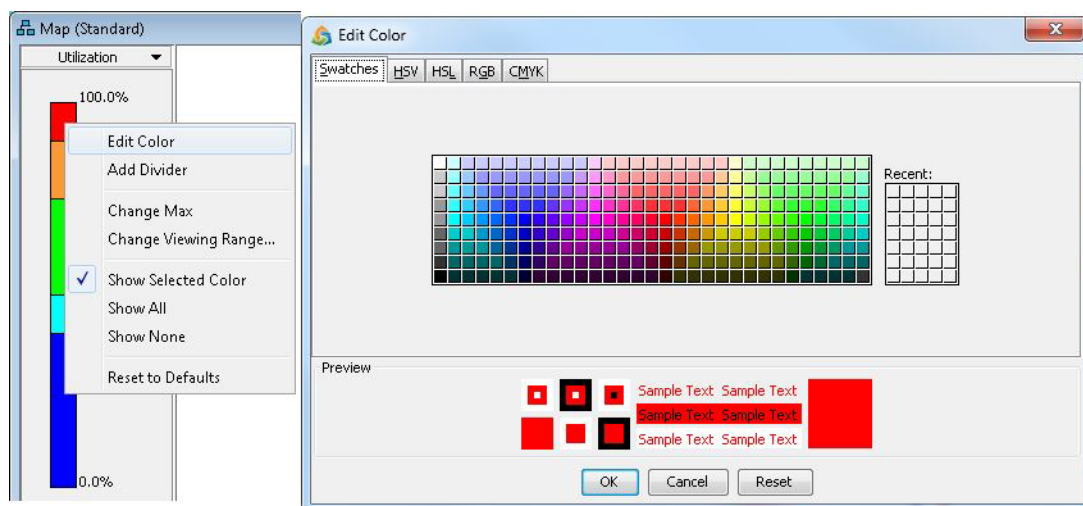 Map (Standard)
Utilization
100.0%
Edit Color
Add Divider
Change Max
Change Viewing Range...
Show Selected Color
Show All
Show None
Reset to Defaults
0.0%
Edit Color
Swatches HSV HSL RGB CMYK
Recent:
Preview
Sample Text Sample Text
Sample Text Sample Text
Sample Text Sample Text
OK Cancel Reset